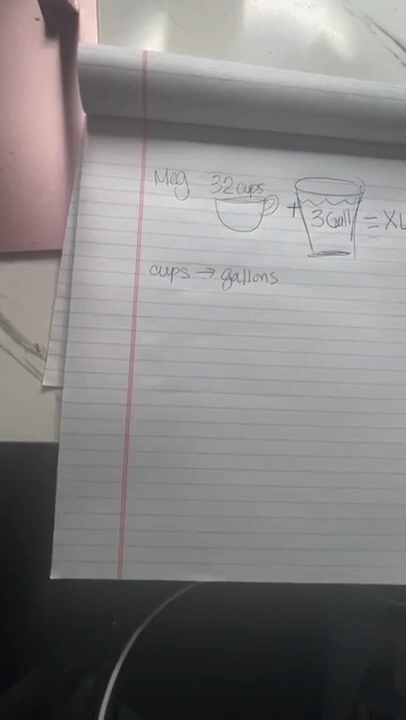 Meg 32 cups + 3 Gall = XL
cups → gallons